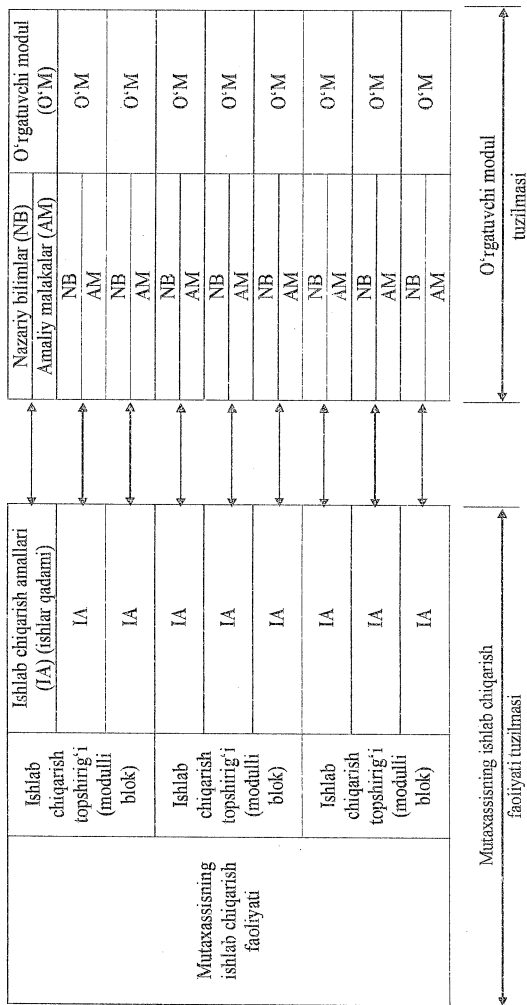 Mutaxassisning
ishlab chiqarish
faoliyati
Ishlab
chiqarish
topshirig‘i
(modulli
blok)
Ishlab chiqarish amallari
(IA) (ishlar qadami)
Nazariy bilimlar (NB)
Amaliy malakalar (AM)
O‘rgatuvchi modul
(O‘M)
IA
NB
AM
O‘M
IA
NB
AM
O‘M
Ishlab
chiqarish
topshirig‘i
(modulli
blok)
IA
NB
AM
O‘M
IA
NB
AM
O‘M
IA
NB
AM
O‘M
Ishlab
chiqarish
topshirig‘i
(modulli
blok)
IA
NB
AM
O‘M
IA
NB
AM
O‘M
IA
NB
AM
O‘M
Mutaxassisning ishlab chiqarish
faoliyati tuzilmasi
O‘rgatuvchi modul
tuzilmasi